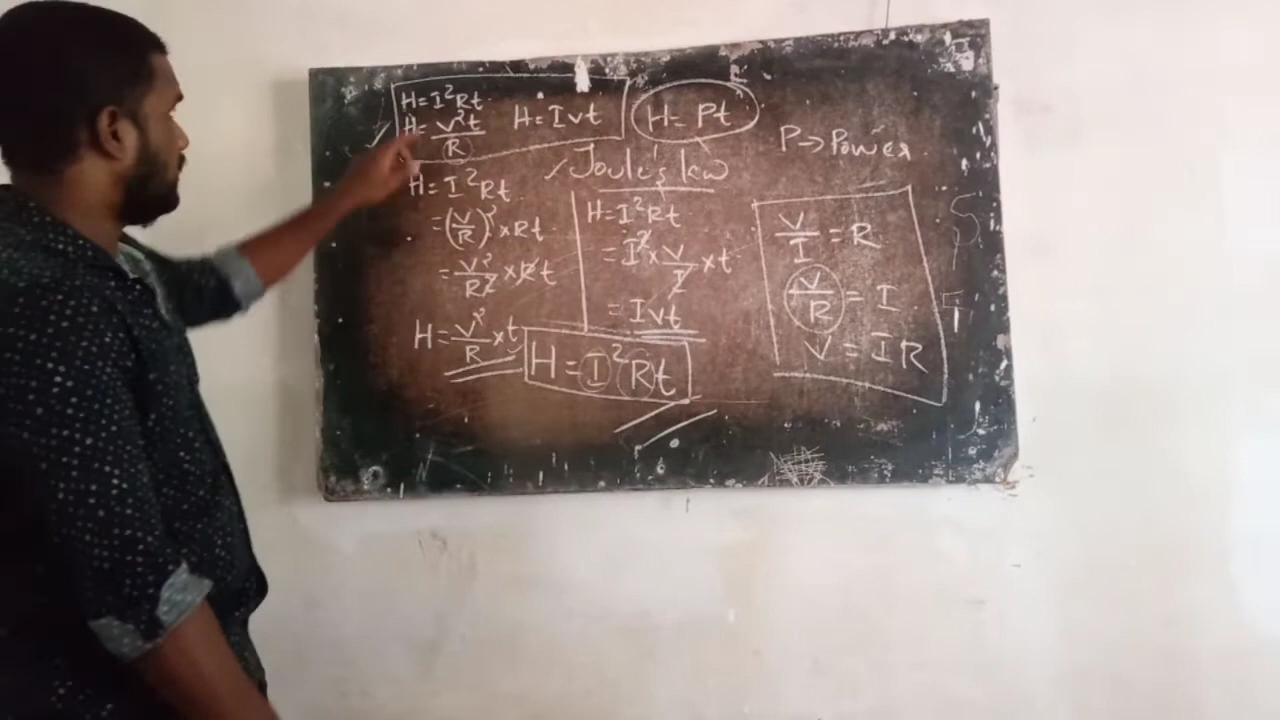 H=I²Rt
H=V²t/R
H=Ivt
H=Pt
P→Power
Joule's law
H=I²Rt
=(V/R)²×Rt
=V²/R²×Rt
H=V²/R×t
H=I²Rt
=I²×V/I×t
=Ivt
H=I²Rt
V/I=R
V/R=I
V=IR